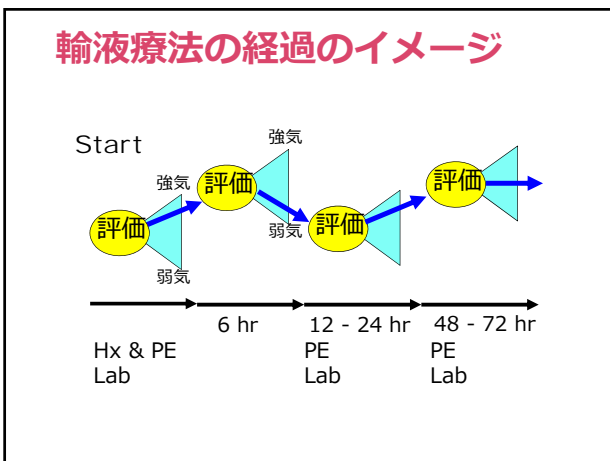 輸液療法の経過のイメージ
Start
強気
評価
弱気
強気
評価
弱気
評価
評価
6 hr
12 - 24 hr
48 - 72 hr
Hx & PE
Lab
PE
Lab
PE
Lab